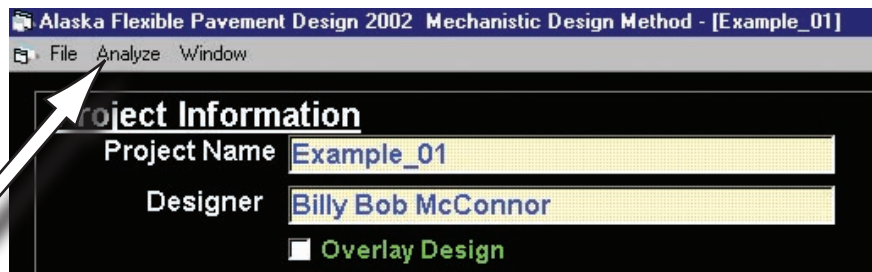 Alaska Flexible Pavement Design 2002 Mechanistic Design Method - [Example_01]
File Analyze Window
Project Information
Project Name Example_01
Designer Billy Bob McConnor
Overlay Design